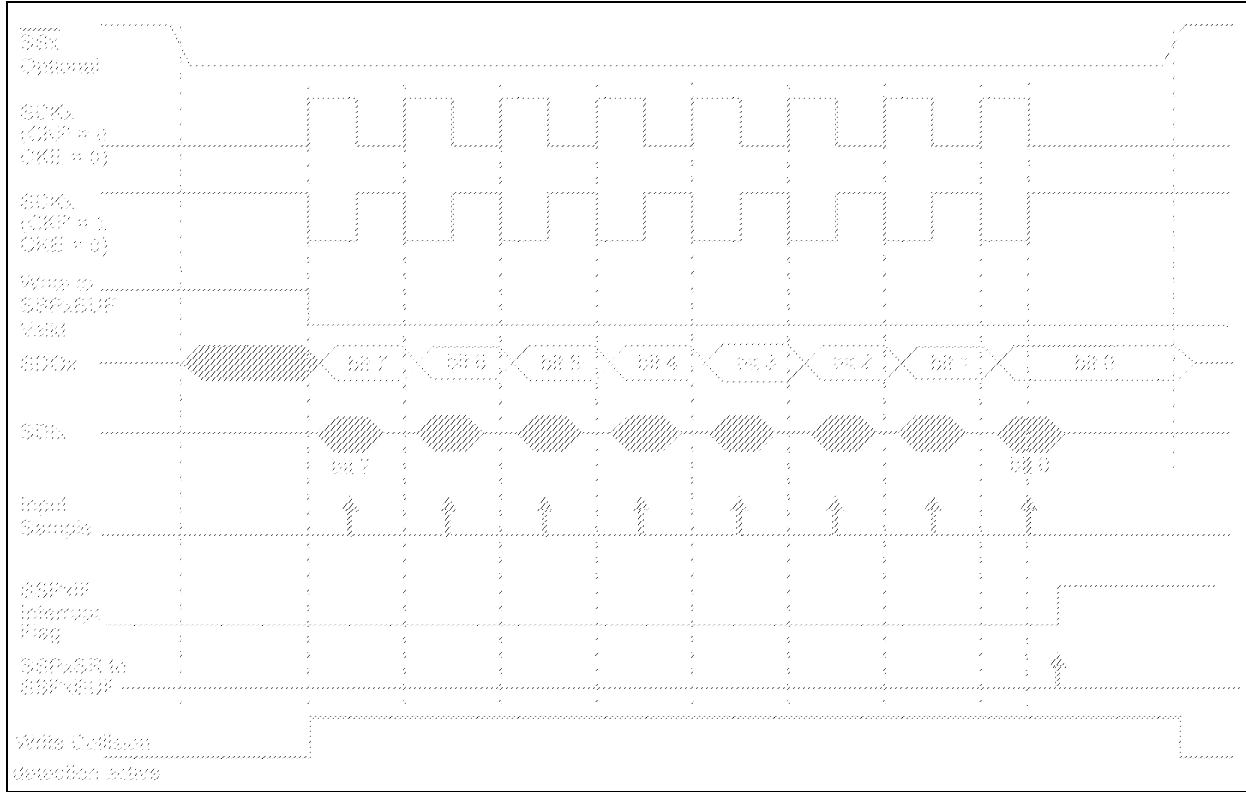 SSx
Optional
SCKx
(CKP = 0
CKE = 0)
SCKx
(CKP = 1
CKE = 0)
Write to
SSPxBUF
Valid
SDOx
bit 7 bit 6 bit 5 bit 4 bit 3 bit 2 bit 1 bit 0
SDIx
bit 7 bit 0
Input
Sample
SSPxIF
Interrupt
Flag
SSPxSR to
SSPxBUF
Write Collision
detection active